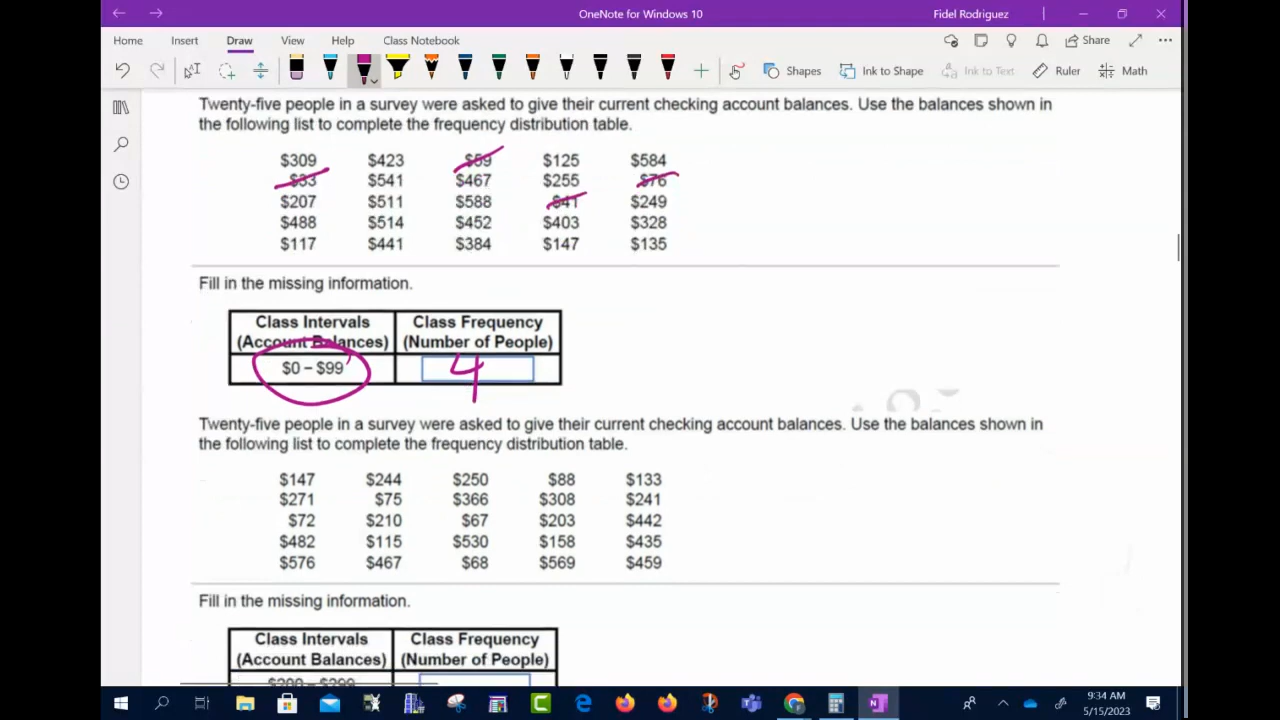 OneNote for Windows 10
Fidel Rodriguez
Home Insert Draw View Help Class Notebook
Share
Shapes Ink to Shape Ink to Text Ruler Math
Twenty-five people in a survey were asked to give their current checking account balances. Use the balances shown in
the following list to complete the frequency distribution table.
$309 $423 $59 $125 $584
$33 $541 $467 $255 $76
$207 $511 $588 $41 $249
$488 $514 $452 $403 $328
$117 $441 $384 $147 $135
Fill in the missing information.
Class Intervals Class Frequency
(Account Balances) (Number of People)
$0 – $99 4
Twenty-five people in a survey were asked to give their current checking account balances. Use the balances shown in
the following list to complete the frequency distribution table.
$147 $244 $250 $88 $133
$271 $75 $366 $308 $241
$72 $210 $67 $203 $442
$482 $115 $530 $158 $435
$576 $467 $68 $569 $459
Fill in the missing information.
Class Intervals Class Frequency
(Account Balances) (Number of People)
9:34 AM
5/15/2023